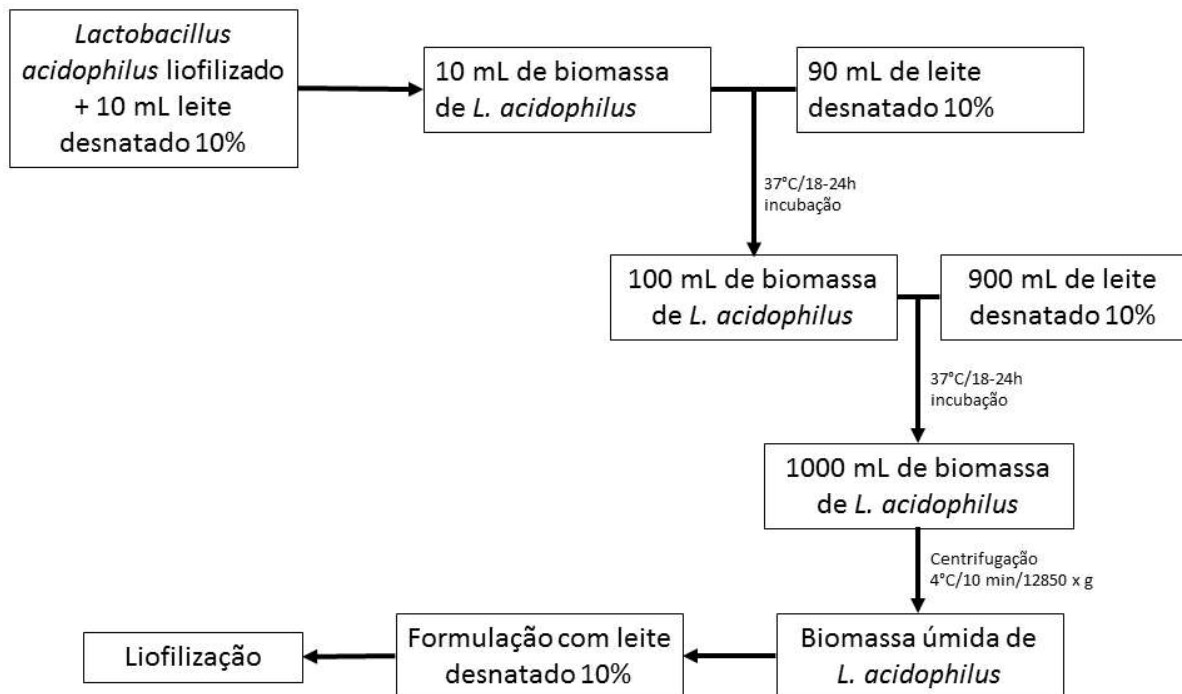 Lactobacillus
acidophilus liofilizado
+ 10 mL leite
desnatado 10%
10 mL de biomassa
de L. acidophilus
90 mL de leite
desnatado 10%
37°C/18-24h
incubação
100 mL de biomassa
de L. acidophilus
900 mL de leite
desnatado 10%
37°C/18-24h
incubação
1000 mL de biomassa
de L. acidophilus
Centrifugação
4°C/10 min/12850 x g
Biomassa úmida de
L. acidophilus
Formulação com leite
desnatado 10%
Liofilização